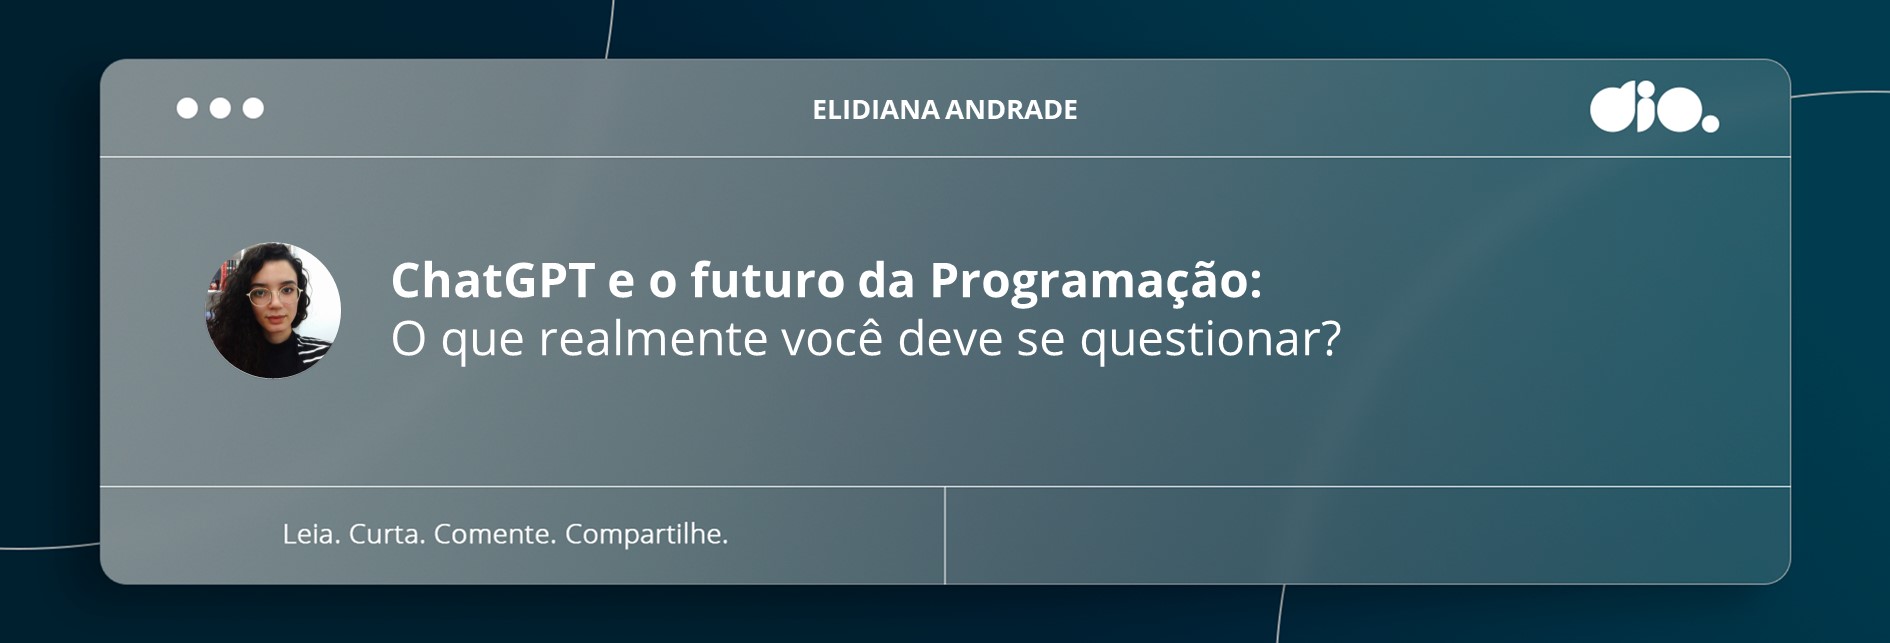 ELIDIANA ANDRADE
dio.
ChatGPT e o futuro da Programação:
O que realmente você deve se questionar?
Leia. Curta. Comente. Compartilhe.